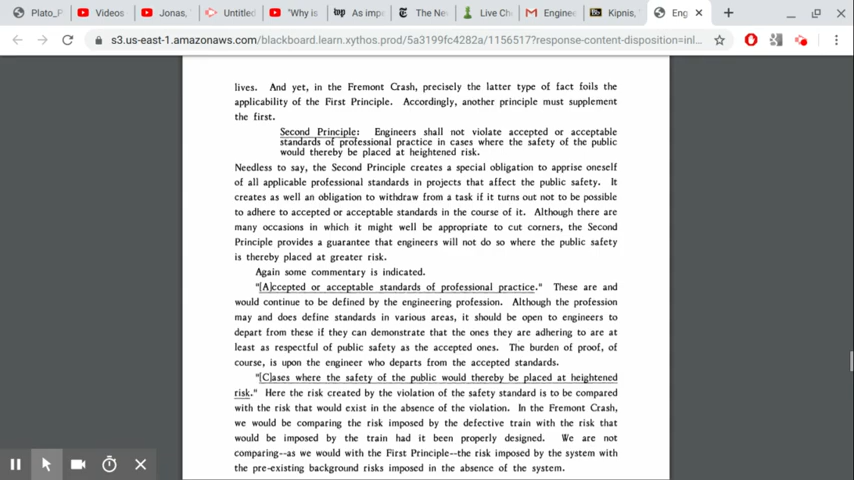 Plato_P
Videos
Jonas,
Untitled
"Why is
wp As imp
The Ne
Live Che
Engineer
Kipnis,
Eng
s3.us-east-1.amazonaws.com/blackboard.learn.xythos.prod/5a3199fc4282a/1156517?response-content-disposition=inl...
lives. And yet, in the Fremont Crash, precisely the latter type of fact foils the
applicability of the First Principle. Accordingly, another principle must supplement
the first.
Second Principle: Engineers shall not violate accepted or acceptable
standards of professional practice in cases where the safety of the public
would thereby be placed at heightened risk.
Needless to say, the Second Principle creates a special obligation to apprise oneself
of all applicable professional standards in projects that affect the public safety. It
creates as well an obligation to withdraw from a task if it turns out not to be possible
to adhere to accepted or acceptable standards in the course of it. Although there are
many occasions in which it might well be appropriate to cut corners, the Second
Principle provides a guarantee that engineers will not do so where the public safety
is thereby placed at greater risk.
Again some commentary is indicated.
"[A]ccepted or acceptable standards of professional practice." These are and
would continue to be defined by the engineering profession. Although the profession
may and does define standards in various areas, it should be open to engineers to
depart from these if they can demonstrate that the ones they are adhering to are at
least as respectful of public safety as the accepted ones. The burden of proof, of
course, is upon the engineer who departs from the accepted standards.
"[C]ases where the safety of the public would thereby be placed at heightened
risk." Here the risk created by the violation of the safety standard is to be compared
with the risk that would exist in the absence of the violation. In the Fremont Crash,
we would be comparing the risk imposed by the defective train with the risk that
would be imposed by the train had it been properly designed. We are not
comparing--as we would with the First Principle--the risk imposed by the system with
the pre-existing background risks imposed in the absence of the system.